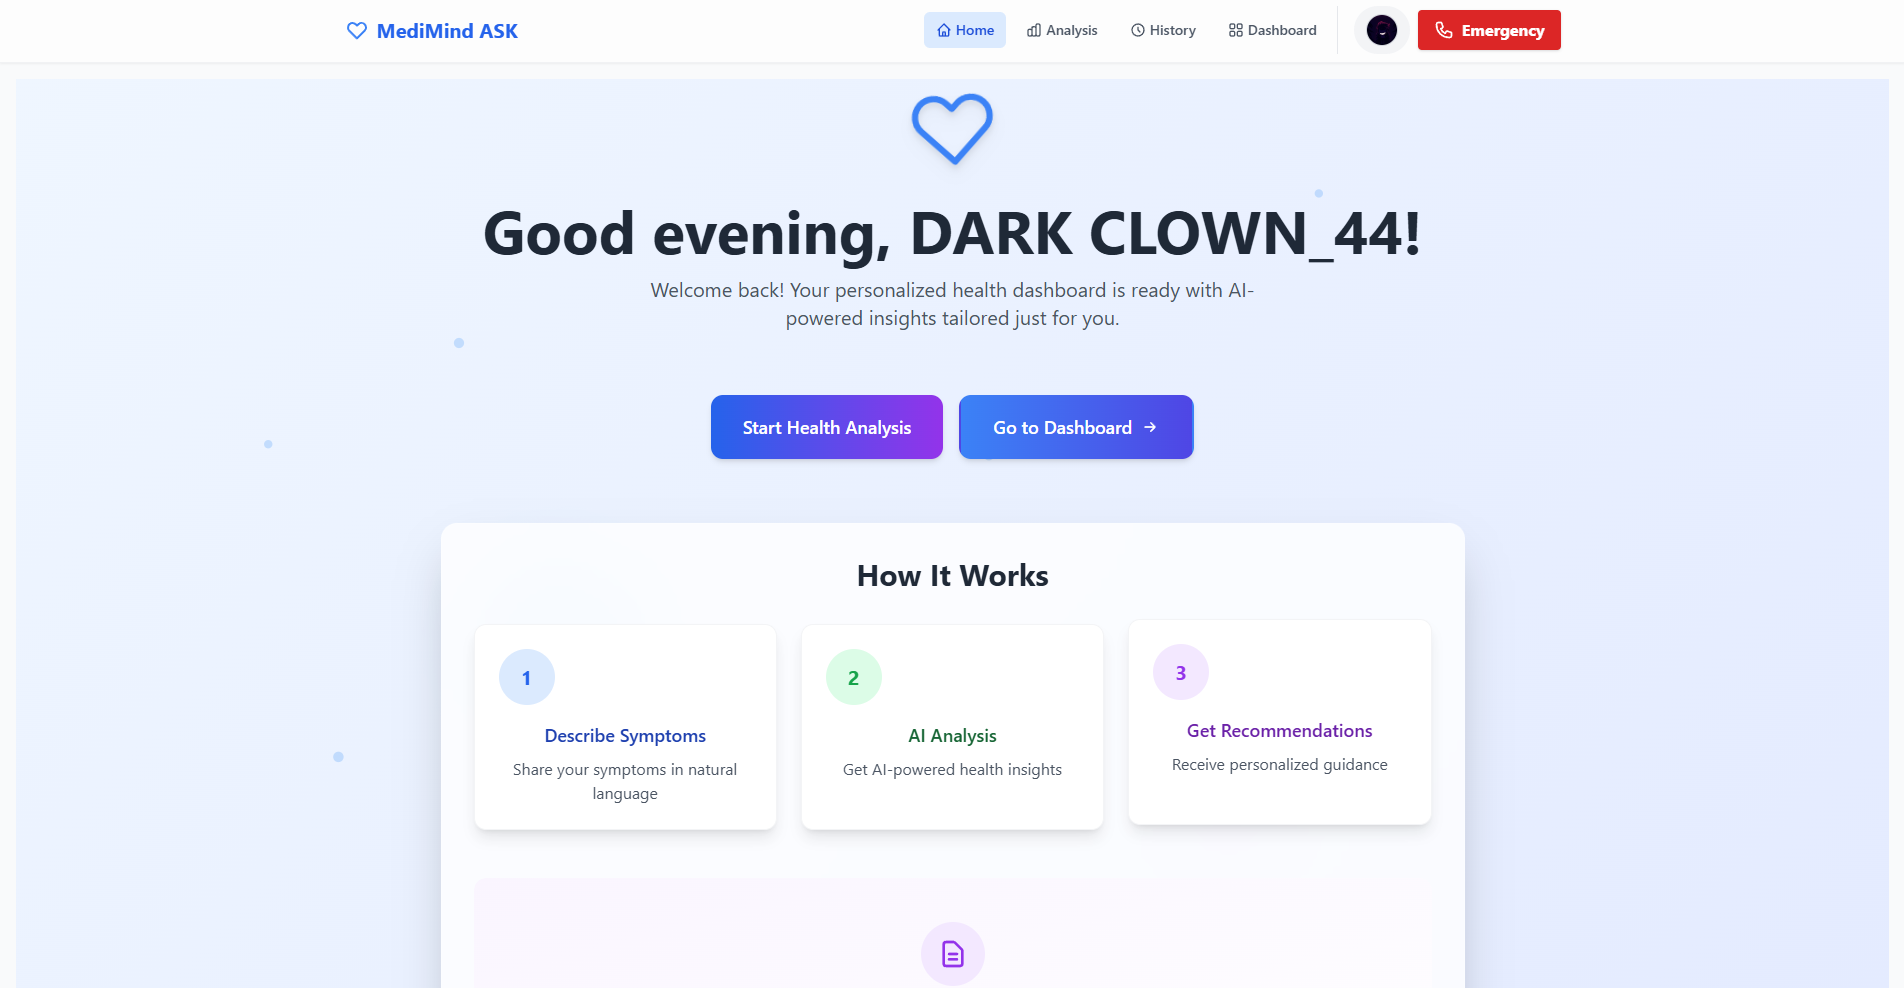 MediMind ASK
Home
Analysis
History
Dashboard
Emergency
Good evening, DARK CLOWN_44!
Welcome back! Your personalized health dashboard is ready with AI-
powered insights tailored just for you.
Start Health Analysis
Go to Dashboard
How It Works
1
Describe Symptoms
Share your symptoms in natural
language
2
AI Analysis
Get AI-powered health insights
3
Get Recommendations
Receive personalized guidance